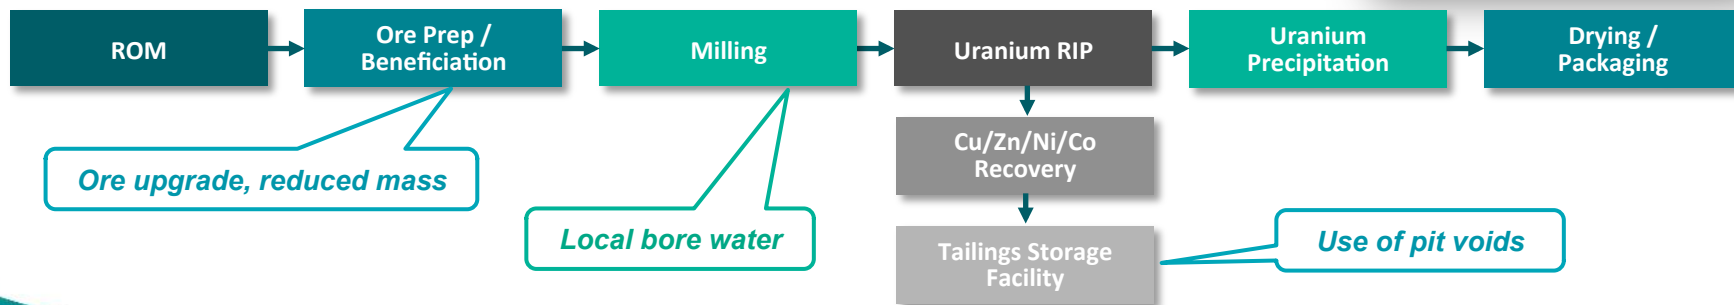 ROM
Ore Prep /
Beneficiation
Milling
Uranium RIP
Uranium
Precipitation
Drying /
Packaging
Cu/Zn/Ni/Co
Recovery
Ore upgrade, reduced mass
Local bore water
Tailings Storage
Facility
Use of pit voids